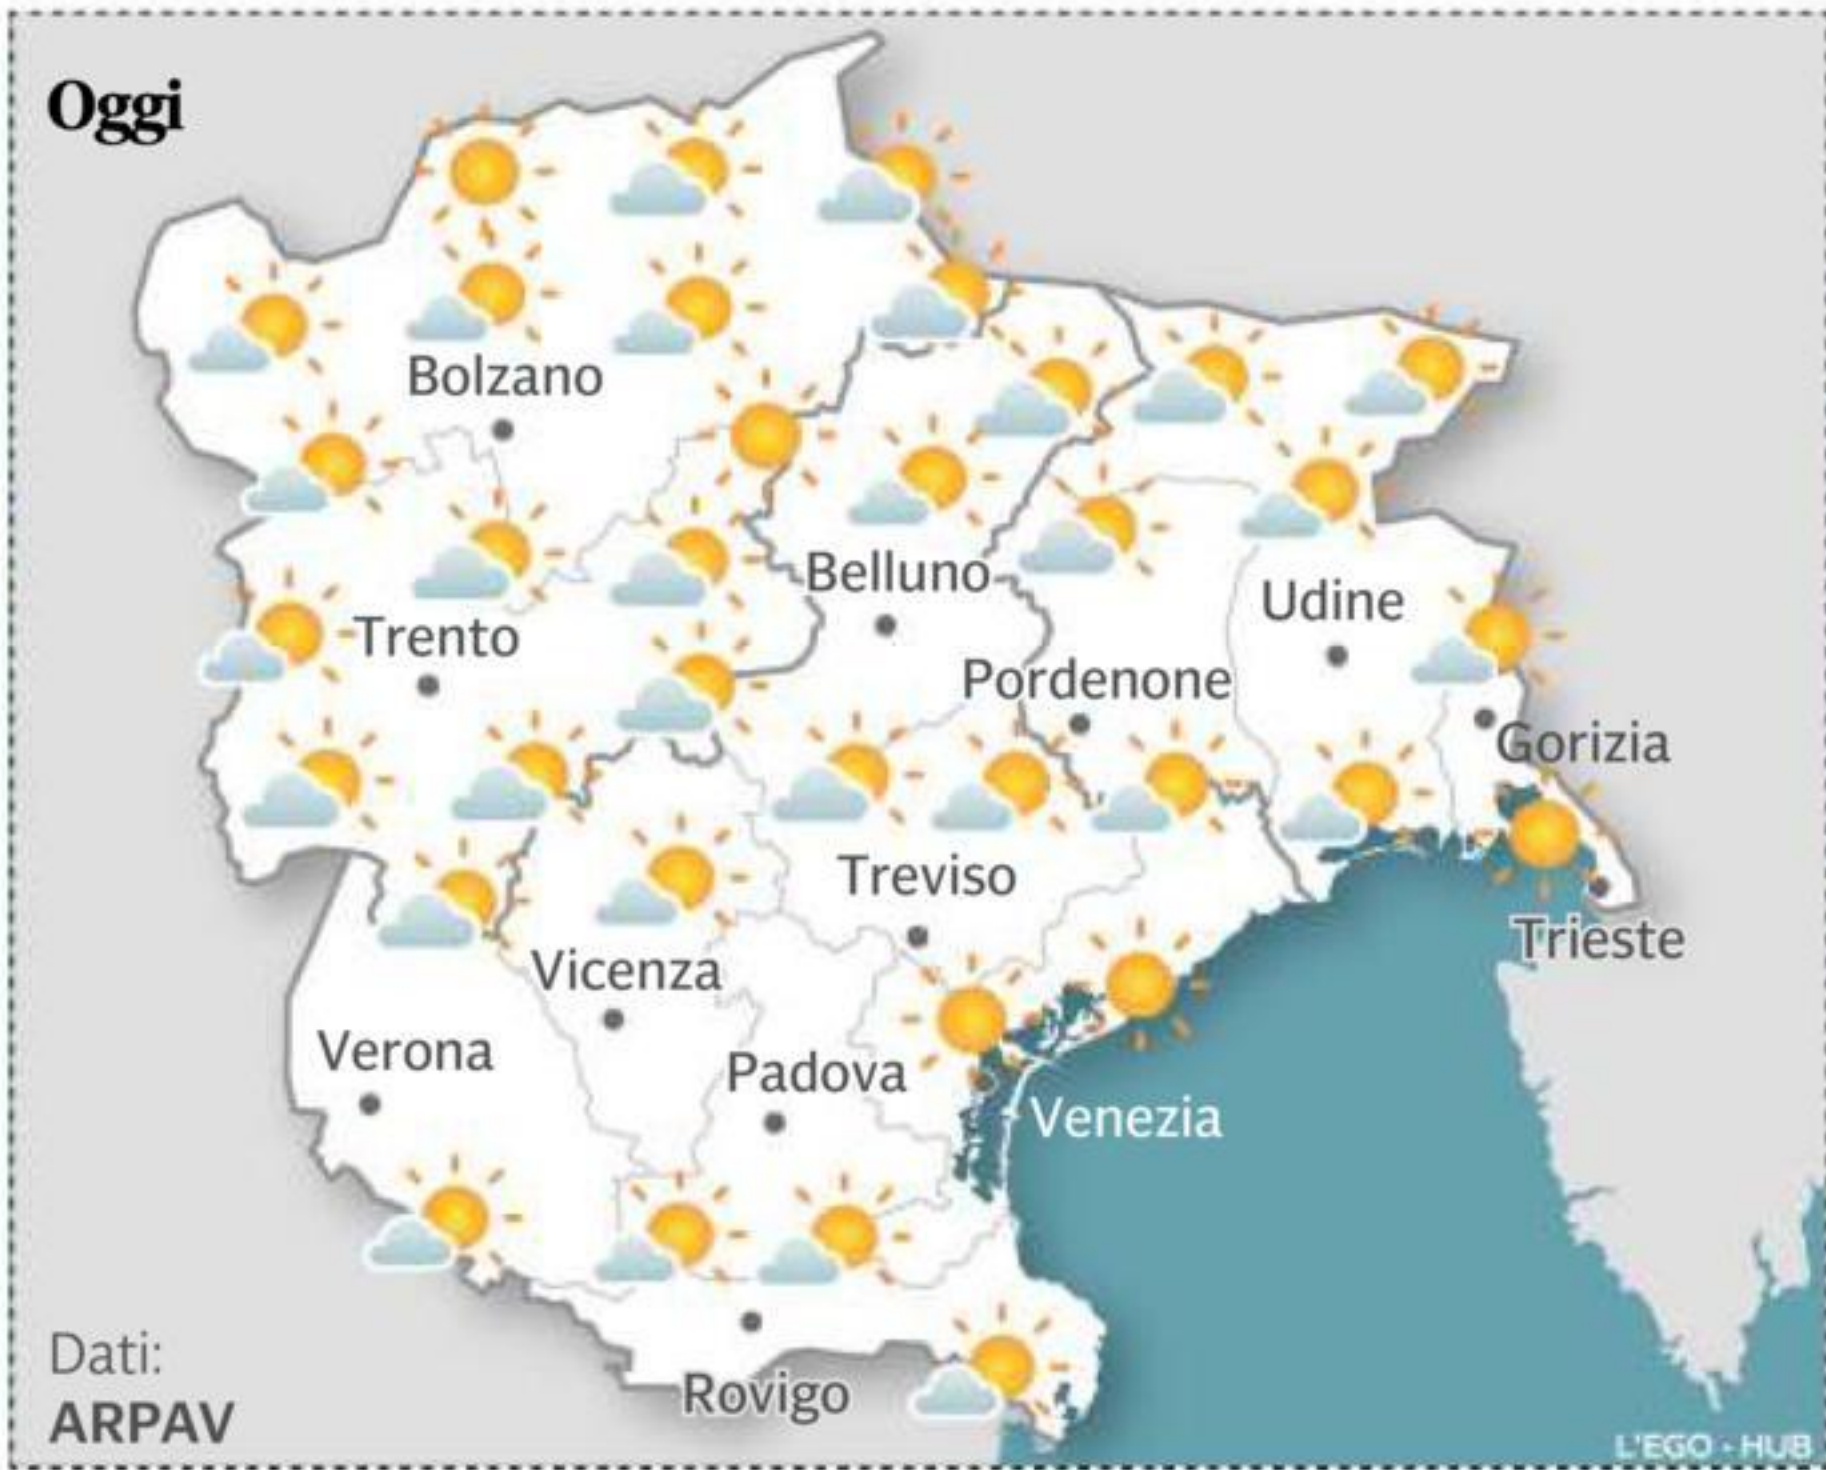 Oggi
Bolzano
Belluno
Udine
Trento
Pordenone
Gorizia
Treviso
Trieste
Vicenza
Verona
Padova
Venezia
Dati:
ARPAV
Rovigo
L'EGO - HUB